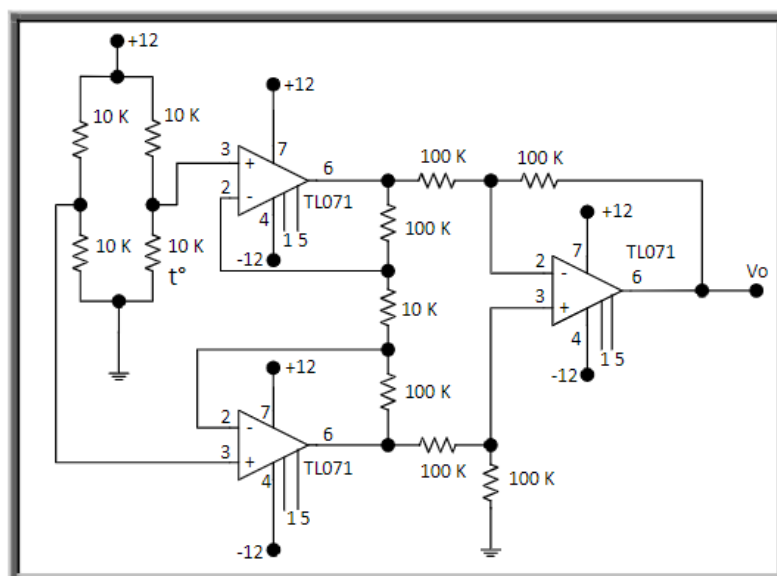 +12
10 K 10 K
10 K 10 K
t°
+12
3 + 7 6
2 - TL071
4
1 5
-12
100 K 100 K
100 K
10 K
100 K
+12
7 TL071
2 - 6 Vo
3 +
4
1 5
-12
+12
2 - 7 6
3 + TL071
4
1 5
-12
100 K
100 K